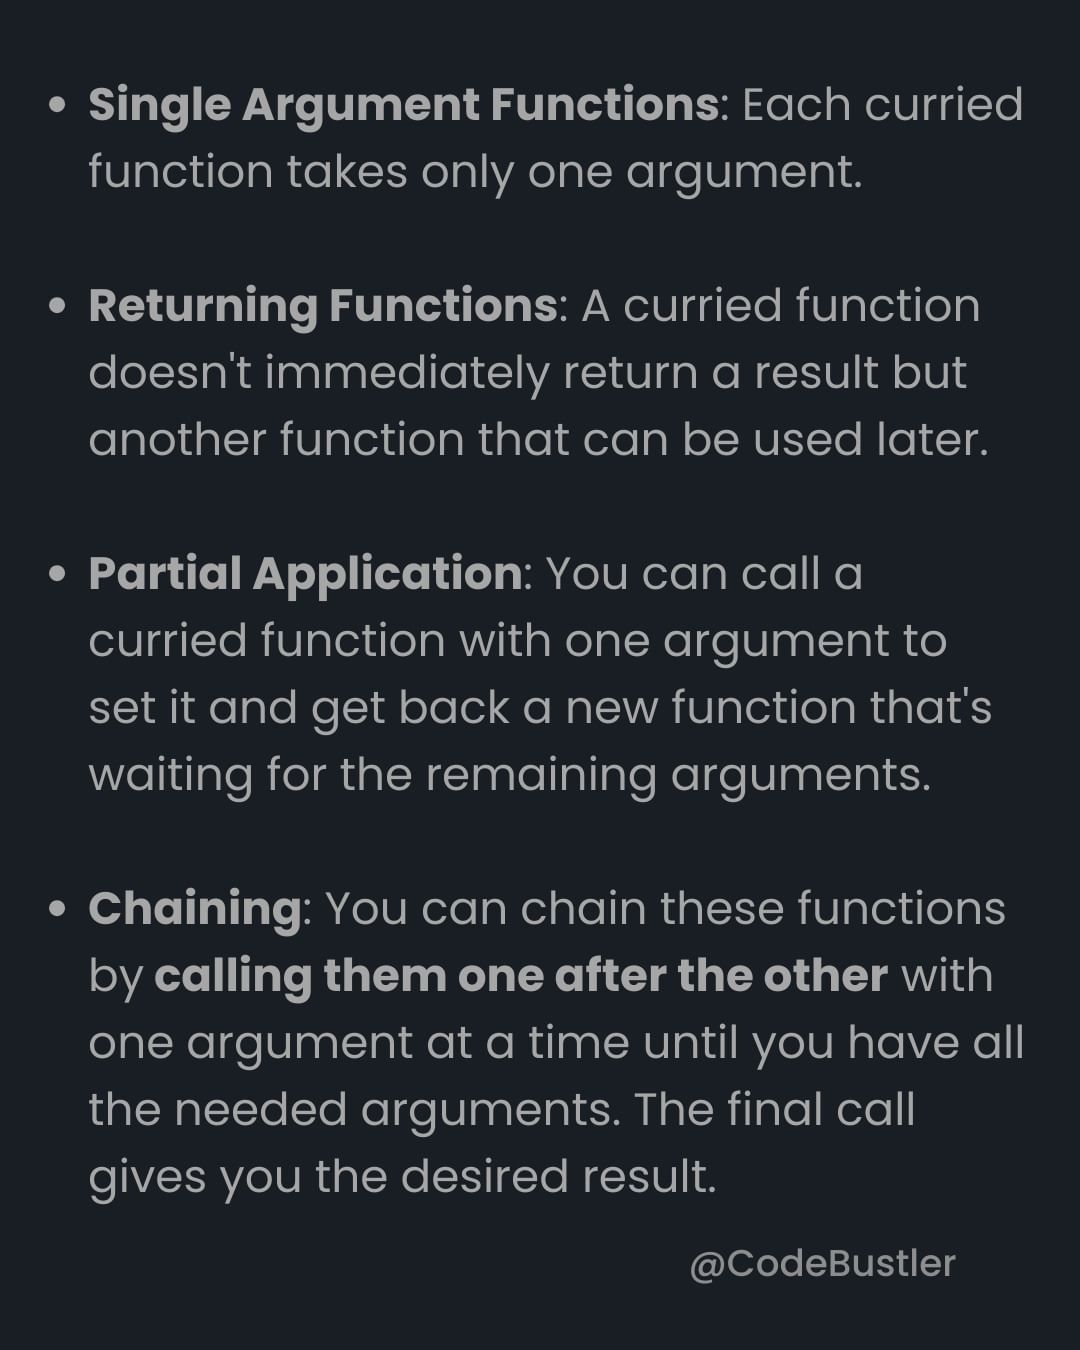 • Single Argument Functions: Each curried
function takes only one argument.
• Returning Functions: A curried function
doesn't immediately return a result but
another function that can be used later.
• Partial Application: You can call a
curried function with one argument to
set it and get back a new function that's
waiting for the remaining arguments.
• Chaining: You can chain these functions
by calling them one after the other with
one argument at a time until you have all
the needed arguments. The final call
gives you the desired result.
@CodeBustler